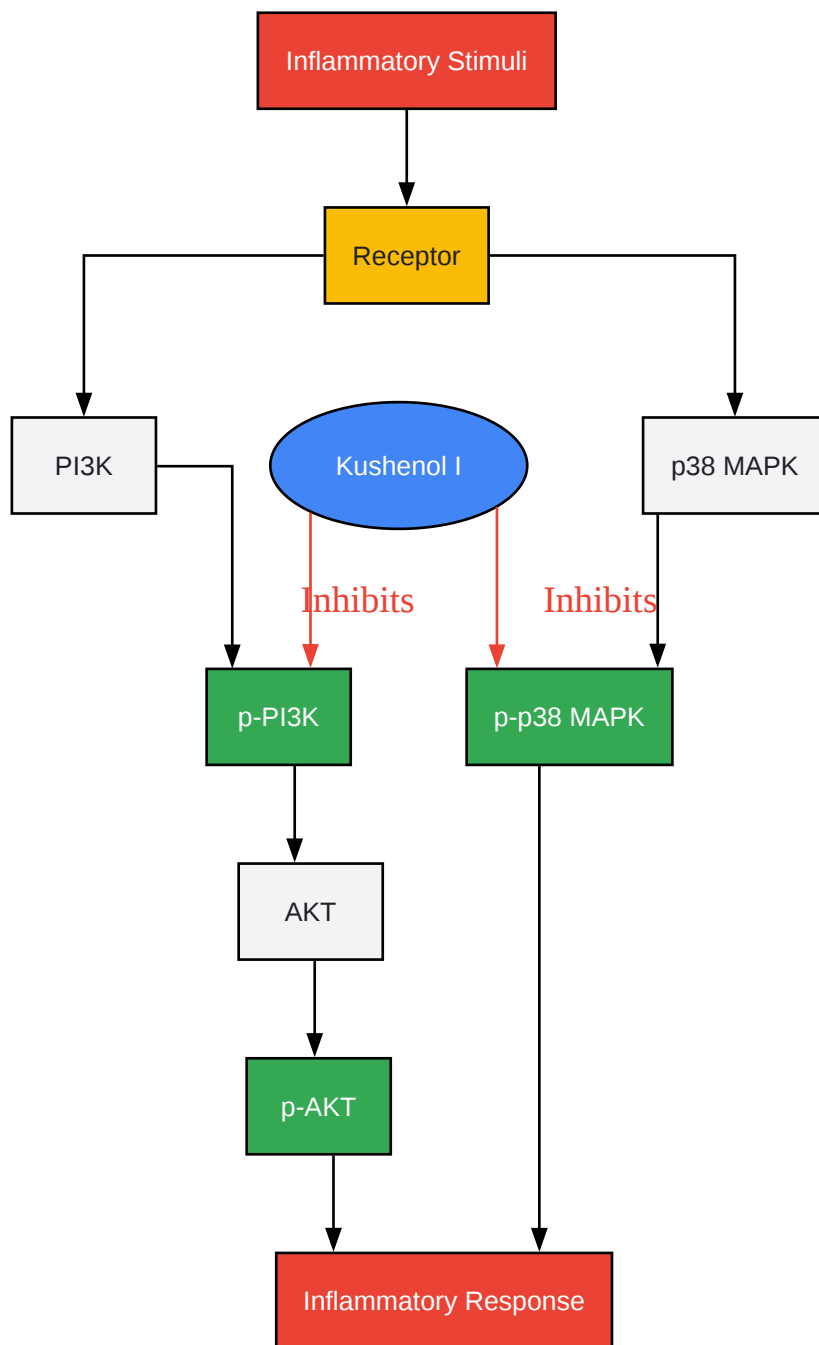 Inflammatory Stimuli
Receptor
PI3K
Kushenol I
p38 MAPK
Inhibits
Inhibits
p-PI3K
p-p38 MAPK
AKT
p-AKT
Inflammatory Response